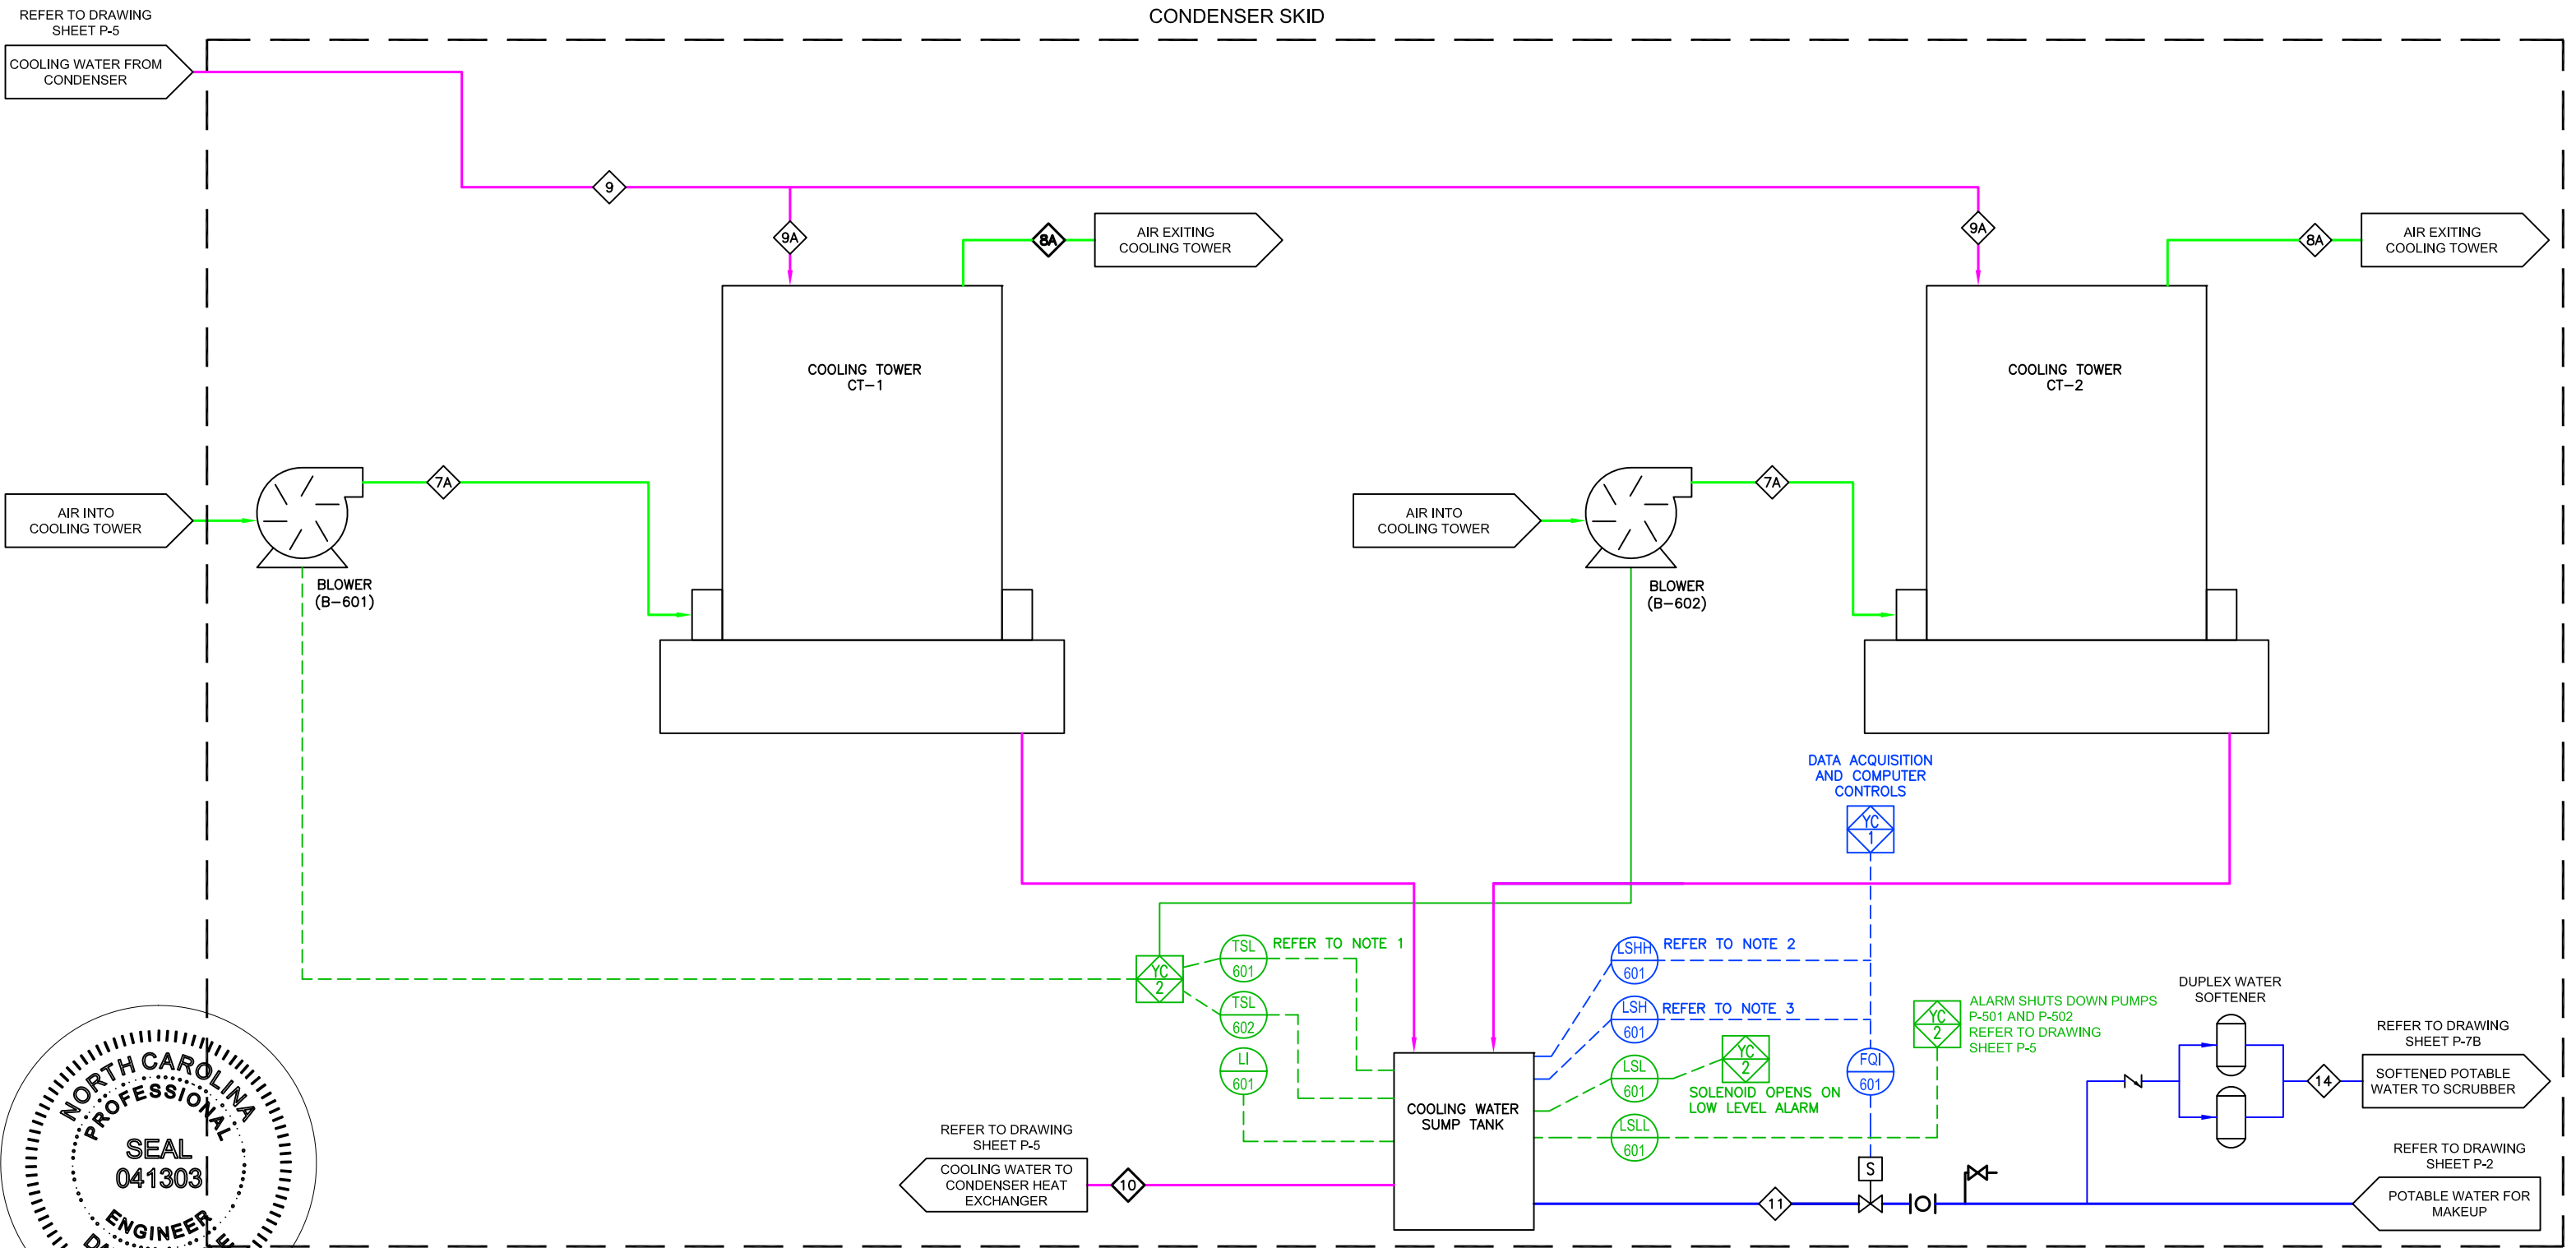 CONDENSER SKID
REFER TO DRAWING
SHEET P-5
COOLING WATER FROM
CONDENSER
9
9A
8A
AIR EXITING
COOLING TOWER
9A
8A
AIR EXITING
COOLING TOWER
COOLING TOWER
CT-1
COOLING TOWER
CT-2
AIR INTO
COOLING TOWER
7A
BLOWER
(B-601)
AIR INTO
COOLING TOWER
7A
BLOWER
(B-602)
DATA ACQUISITION
AND COMPUTER
CONTROLS
YC
1
YC
2
TSL
601
REFER TO NOTE 1
TSL
602
LI
601
LSHH
601
REFER TO NOTE 2
LSH
601
REFER TO NOTE 3
LSL
601
YC
2
SOLENOID OPENS ON
LOW LEVEL ALARM
LSLL
601
FQI
601
YC
2
ALARM SHUTS DOWN PUMPS
P-501 AND P-502
REFER TO DRAWING
SHEET P-5
DUPLEX WATER
SOFTENER
REFER TO DRAWING
SHEET P-7B
14
SOFTENED POTABLE
WATER TO SCRUBBER
COOLING WATER
SUMP TANK
REFER TO DRAWING
SHEET P-5
COOLING WATER TO
CONDENSER HEAT
EXCHANGER
10
11
S
REFER TO DRAWING
SHEET P-2
POTABLE WATER FOR
MAKEUP
NORTH CAROLINA
PROFESSIONAL
SEAL
041303
ENGINEER